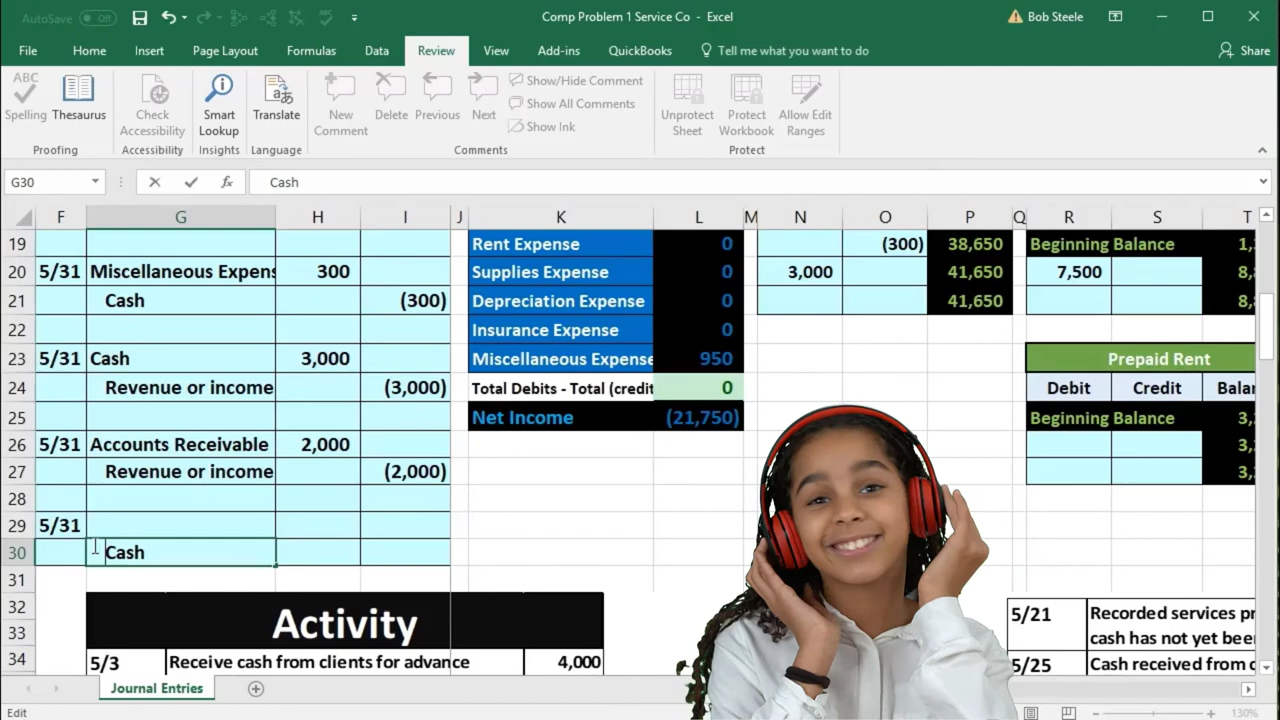 AutoSave Off
Comp Problem 1 Service Co - Excel
Bob Steele
File Home Insert Page Layout Formulas Data Review View Add-ins QuickBooks Tell me what you want to do Share
ABC
Spelling Thesaurus Check Accessibility Smart Lookup Translate New Comment Delete Previous Next Show/Hide Comment Show All Comments Show Ink Unprotect Sheet Protect Workbook Allow Edit Ranges
Proofing Accessibility Insights Language Comments Protect
G30 fx Cash
F G H I J K L M N O P Q R S T
19 Rent Expense 0 (300) 38,650 Beginning Balance 1,
20 5/31 Miscellaneous Expens 300 Supplies Expense 0 3,000 41,650 7,500 8,
21 Cash (300) Depreciation Expense 0 41,650 8,
22 Insurance Expense 0
23 5/31 Cash 3,000 Miscellaneous Expense 950 Prepaid Rent
24 Revenue or income (3,000) Total Debits - Total (credit 0 Debit Credit Balar
25 Net Income (21,750) Beginning Balance 3,
26 5/31 Accounts Receivable 2,000 3,
27 Revenue or income (2,000) 3,
28
29 5/31
30 Cash
31
32 Activity 5/21 Recorded services pr
33 cash has not yet been
34 5/3 Receive cash from clients for advance 4,000 5/25 Cash received from c
Journal Entries
Edit 130%